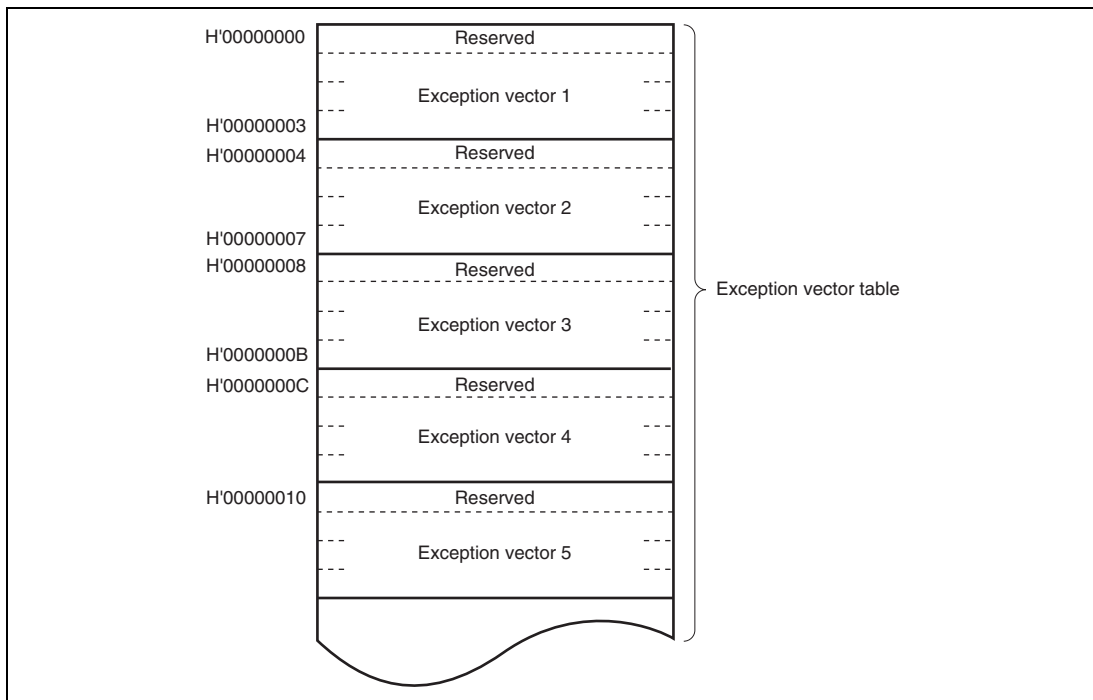 H'00000000
Reserved
Exception vector 1
H'00000003
H'00000004
Reserved
Exception vector 2
H'00000007
H'00000008
Reserved
Exception vector 3
Exception vector table
H'0000000B
H'0000000C
Reserved
Exception vector 4
H'00000010
Reserved
Exception vector 5